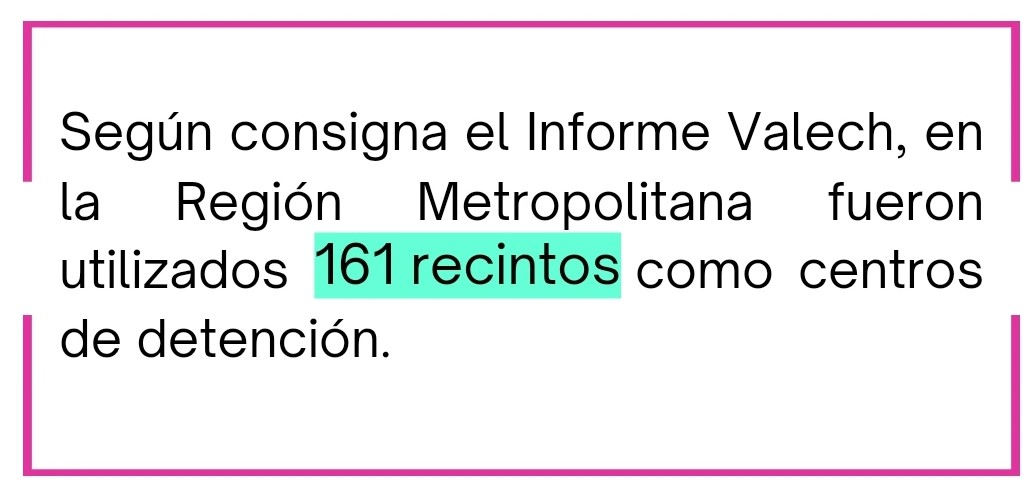 Según consigna el Informe Valech, en
la Región Metropolitana fueron
utilizados 161 recintos como centros
de detención.